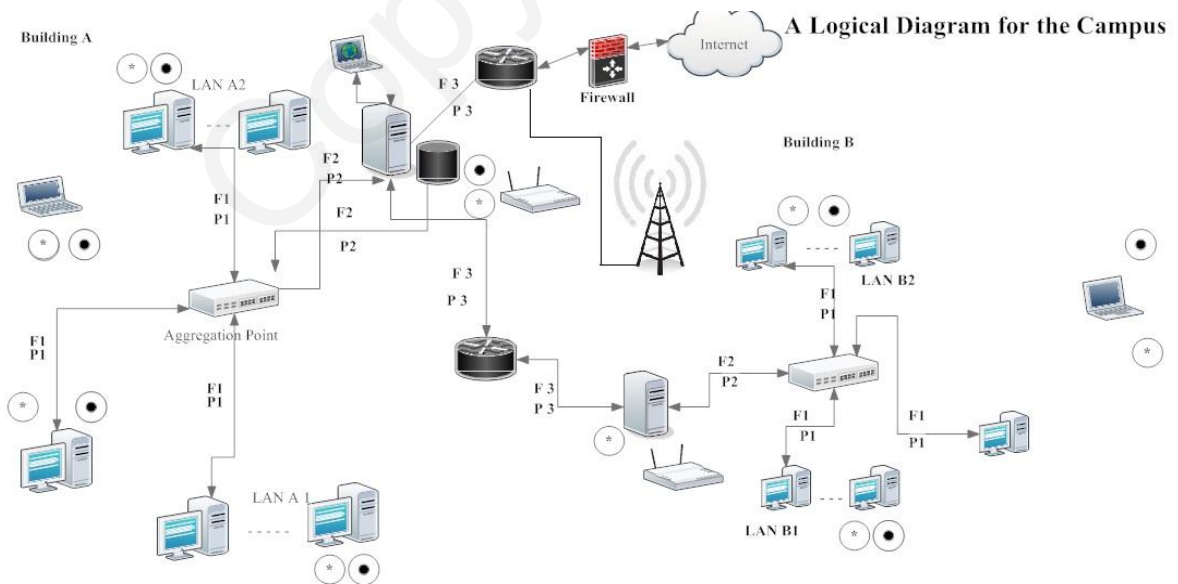 A Logical Diagram for the Campus
Building A
Internet
LAN A2
Firewall
F 3
P 3
Building B
F2
P2
F1
P1
F2
P2
LAN B2
F 3
P 3
F1
P1
Aggregation Point
F1
P1
F2
P2
F1
P1
F 3
P 3
F1
P1
F1
P1
LAN A 1
LAN B1
* 
*
*
*
*
*
*
*
*
Copy